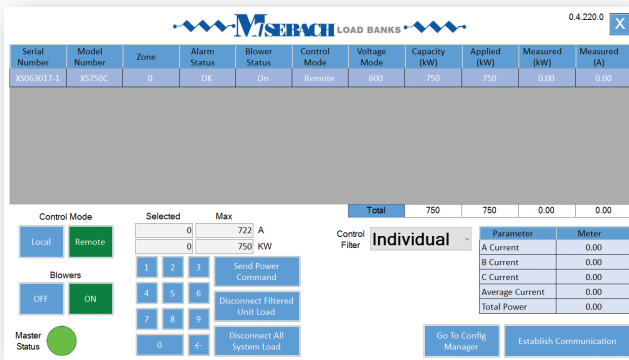 0.4.220.0
X
MISEBACH LOAD BANKS
Serial Number Model Number Zone Alarm Status Blower Status Control Mode Voltage Mode Capacity (kW) Applied (kW) Measured (kW) Measured (A)
XS063017-1 XS750C 0 OK On Remote 600 750 750 0.00 0.00
Total 750 750 0.00 0.00
Control Mode
Local Remote
Blowers
OFF ON
Master Status
Selected Max
0 722 A
0 750 KW
1 2 3
4 5 6
7 8 9
0 ←
Send Power Command
Disconnect Filtered Unit Load
Disconnect All System Load
Control Filter Individual
Parameter Meter
A Current 0.00
B Current 0.00
C Current 0.00
Average Current 0.00
Total Power 0.00
Go To Config Manager
Establish Communication